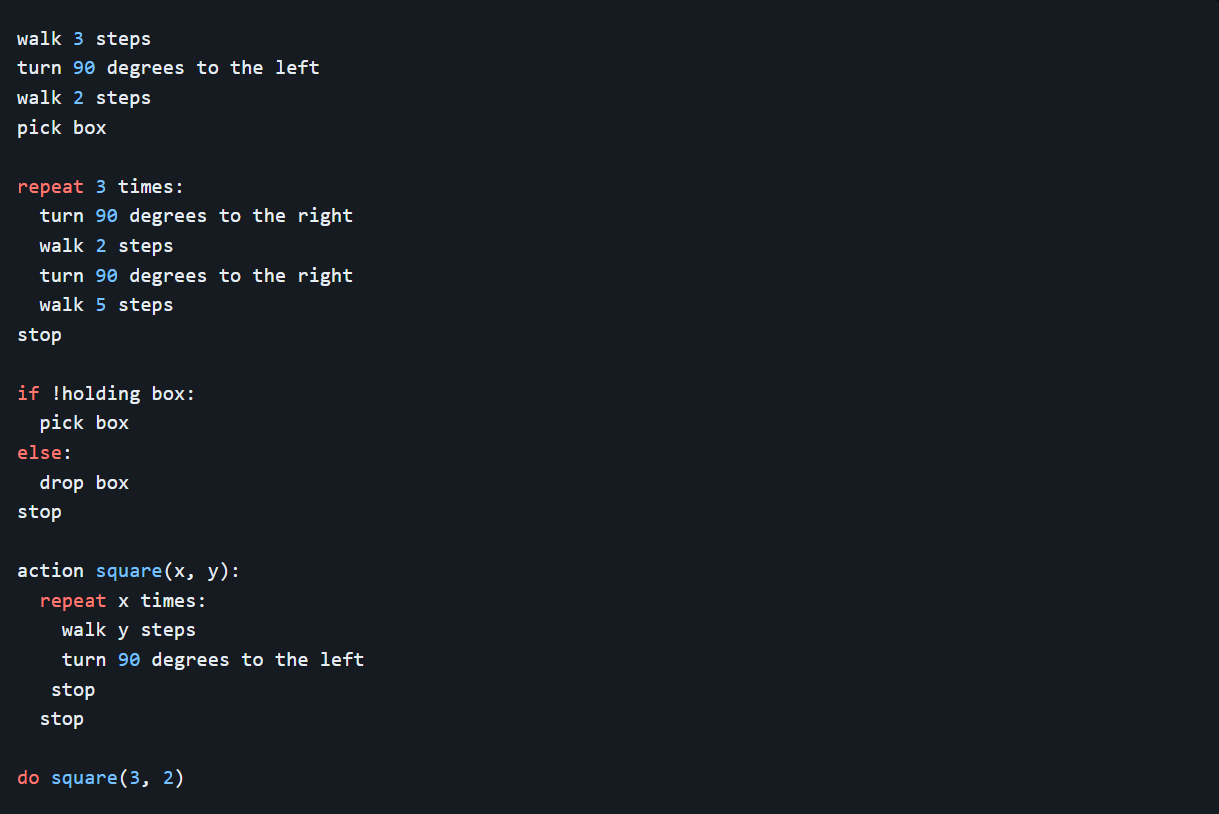 walk 3 steps
turn 90 degrees to the left
walk 2 steps
pick box

repeat 3 times:
  turn 90 degrees to the right
  walk 2 steps
  turn 90 degrees to the right
  walk 5 steps
stop

if !holding box:
  pick box
else:
  drop box
stop

action square(x, y):
  repeat x times:
    walk y steps
    turn 90 degrees to the left
   stop
  stop

do square(3, 2)